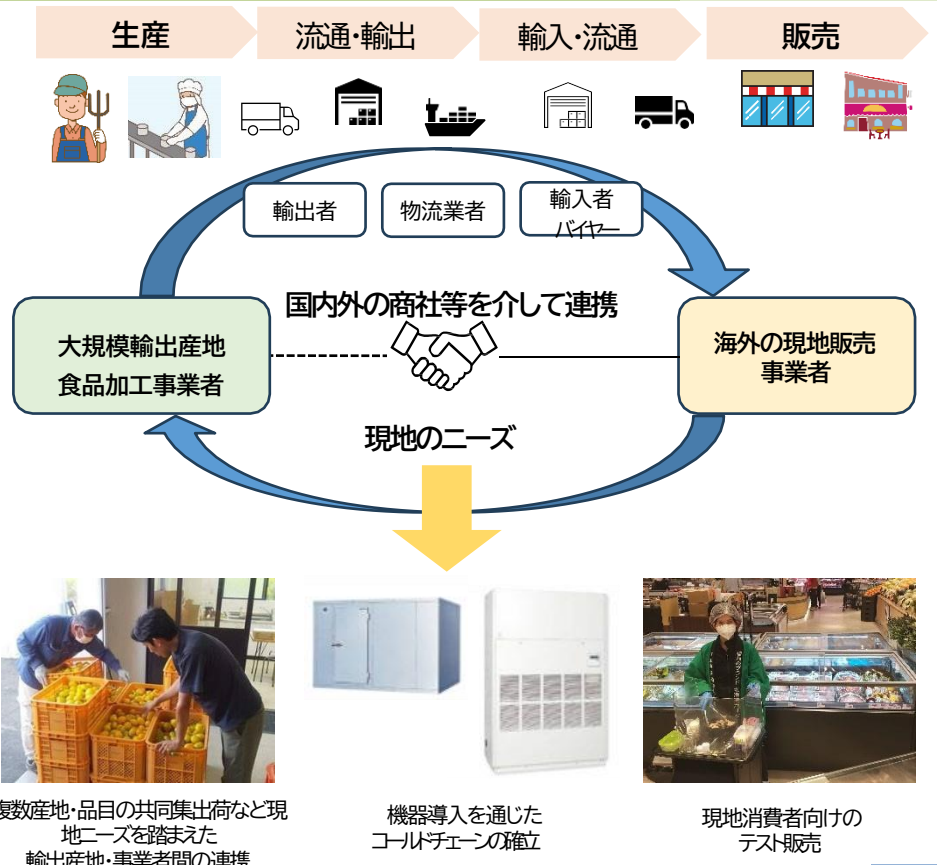 生産
流通・輸出
輸入・流通
販売
輸出者
物流業者
輸入者
バイヤー
国内外の商社等を介して連携
大規模輸出産地
食品加工事業者
海外の現地販売
事業者
現地のニーズ
複数産地・品目の共同集出荷など現
地ニーズを踏まえた
輸出産地・事業者間の連携
機器導入を通じた
コールドチェーンの確立
現地消費者向けの
テスト販売